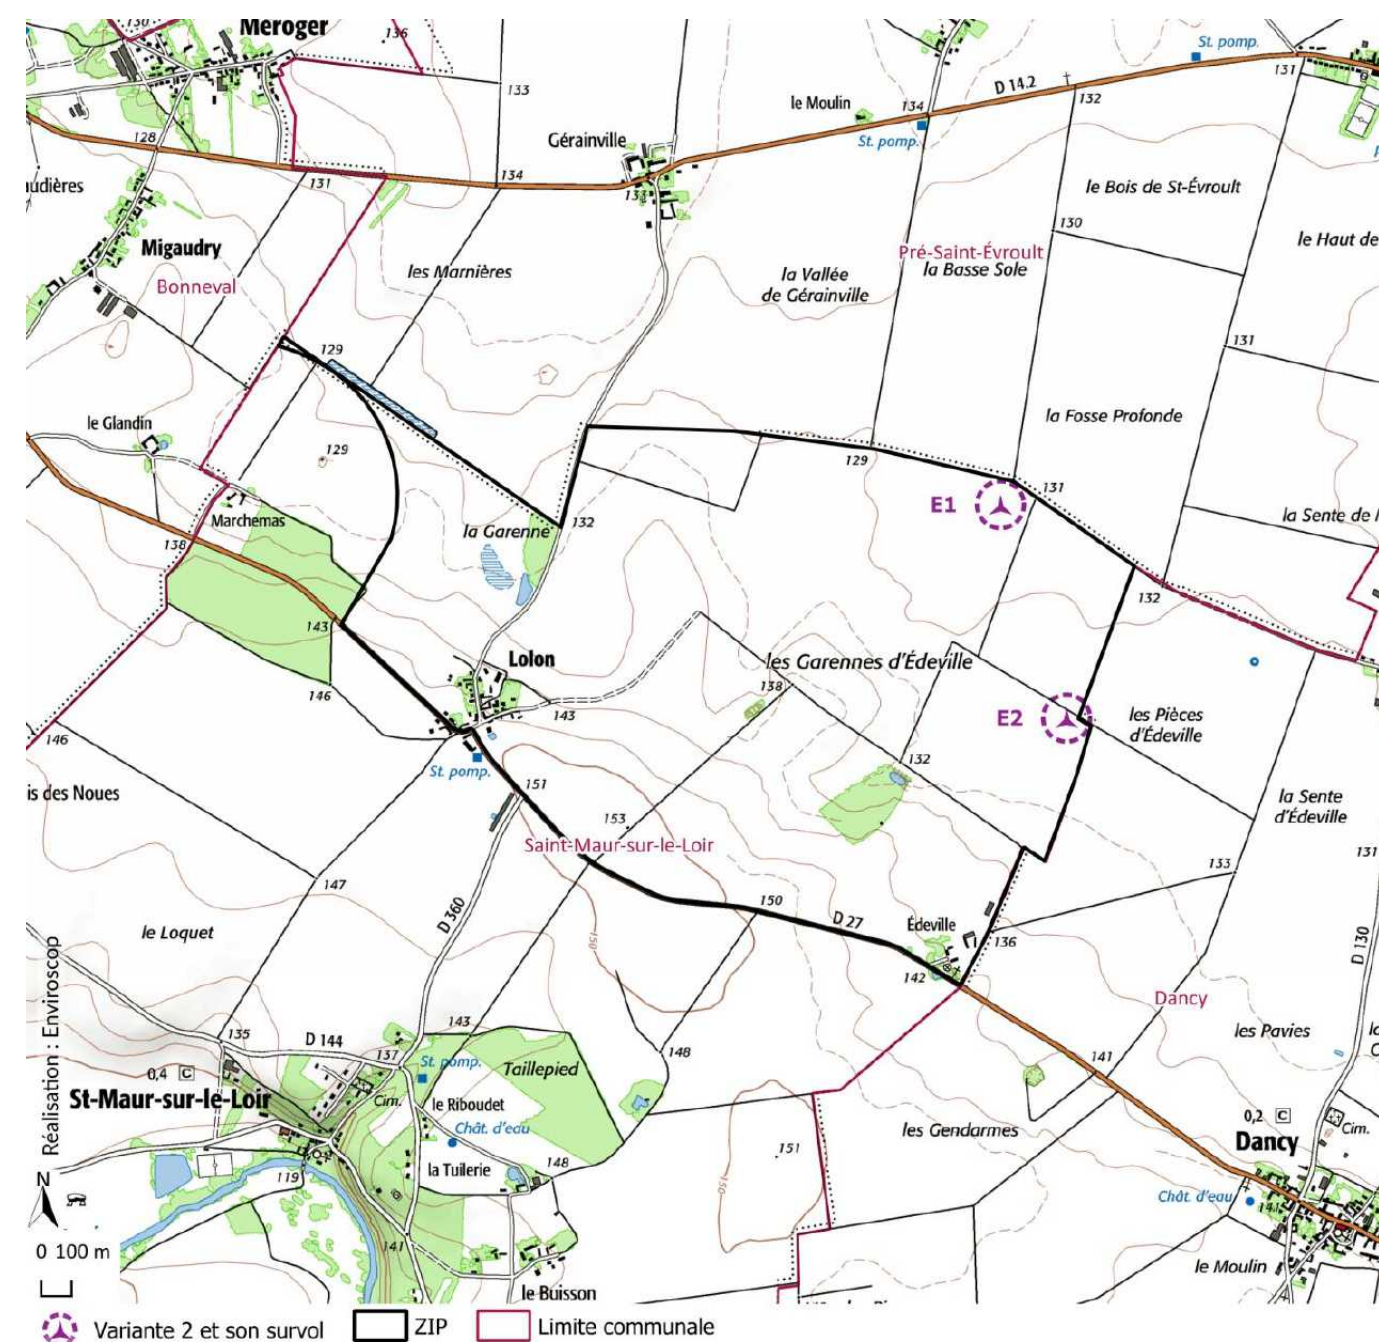 Méroger
130
136
133
St. pomp.
131
D 14.2
132
le Moulin
134
St. pomp.
128
Gérainville
131
134
133
le Bois de St-Évroult
Migaudry
Bonneval
130
le Haut de
Pré-Saint-Évroult
la Basse Sole
les Marnières
la Vallée
de Gérainville
131
129
le Glandin
la Fosse Profonde
129
129
Marchemas
138
la Garenne
132
E1
131
la Sente de
143
132
Lolon
146
143
les Garennes d'Édeville
138
E2
les Pièces
d'Édeville
146
St. pomp.
132
is des Noues
151
la Sente
d'Édeville
153
Saint-Maur-sur-le-Loir
131
133
147
150
D 27
Édeville
le Loquet
D 360
150
136
D 130
142
Dancy
les Pavies
135
D 144
143
148
141
137
St. pomp.
Taillepied
0,4 C
Cim.
St-Maur-sur-le-Loir
le Riboudet
Chât. d'eau
les Gendarmes
0,2 C
Cim.
Dancy
la Tuilerie
148
151
119
150
Chât. d'eau
141
141
le Moulin
le Buisson
Réalisation : Enviroscop
N
0 100 m
Variante 2 et son survol
ZIP
Limite communale